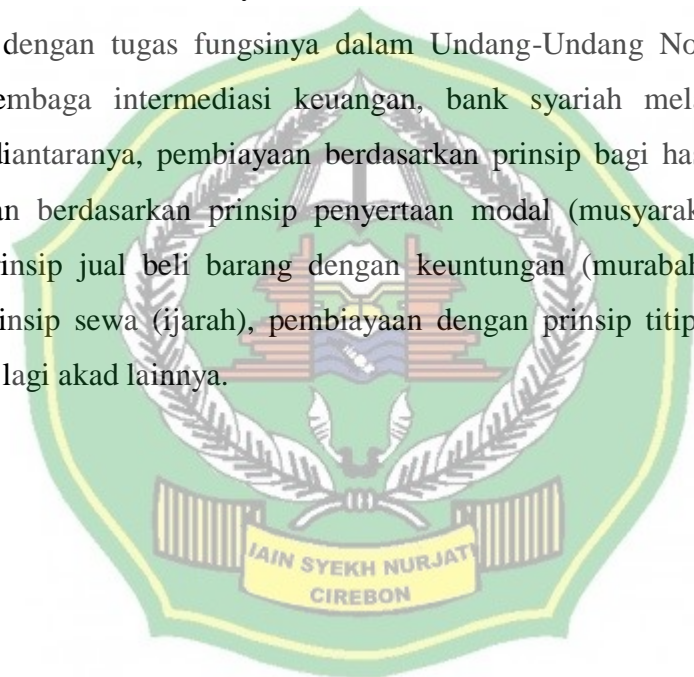 dengan tugas fungsinya dalam Undang-Undang No
embaga intermediasi keuangan, bank syariah mel
diantaranya, pembiayaan berdasarkan prinsip bagi has
an berdasarkan prinsip penyertaan modal (musyarak
rinsip jual beli barang dengan keuntungan (murabah
insip sewa (ijarah), pembiayaan dengan prinsip titip
lagi akad lainnya.
IAIN SYEKH NURJATI
CIREBON